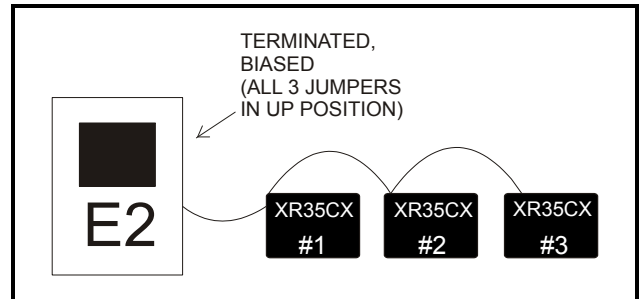 TERMINATED,
BIASED
(ALL 3 JUMPERS
IN UP POSITION)
E2
XR35CX
#1
XR35CX
#2
XR35CX
#3